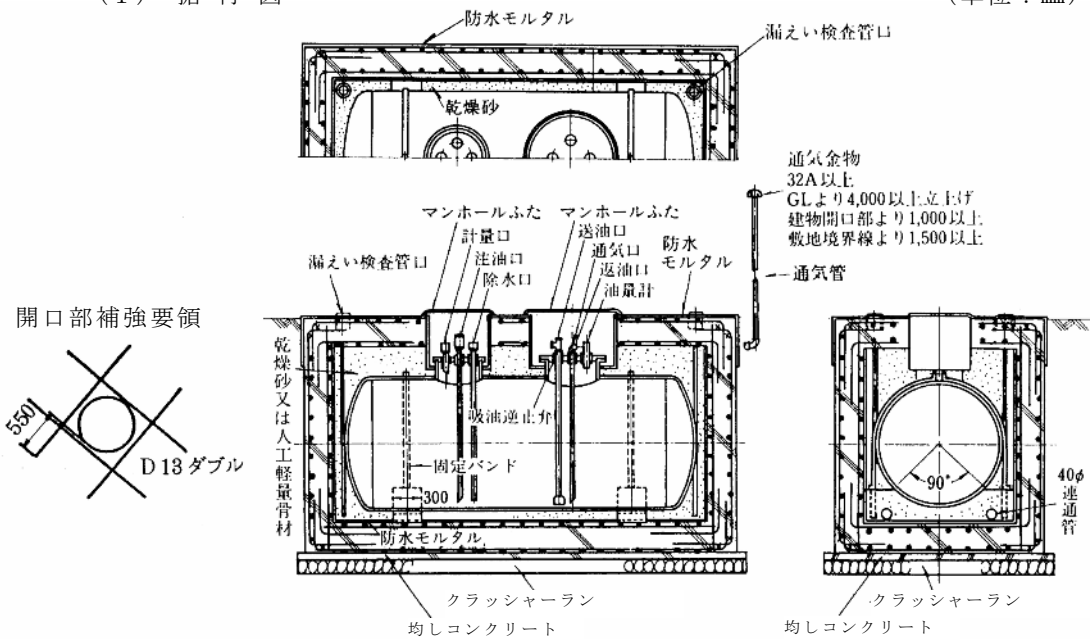 (1) 据付図
(単位:㎜)
防水モルタル
漏えい検査管口
乾燥砂
通気金物
32A以上
GLより4,000以上立上げ
建物開口部より1,000以上
敷地境界線より1,500以上
マンホールふた
マンホールふた
計量口
送油口
注油口
通気口
防水
モルタル
漏えい検査管口
除水口
返油口
油量計
通気管
開口部補強要領
乾燥砂又は人工軽量骨材
吸油逆止弁
550
D13ダブル
固定バンド
300
90°
40φ
連通管
防水モルタル
クラッシャーラン
クラッシャーラン
均しコンクリート
均しコンクリート